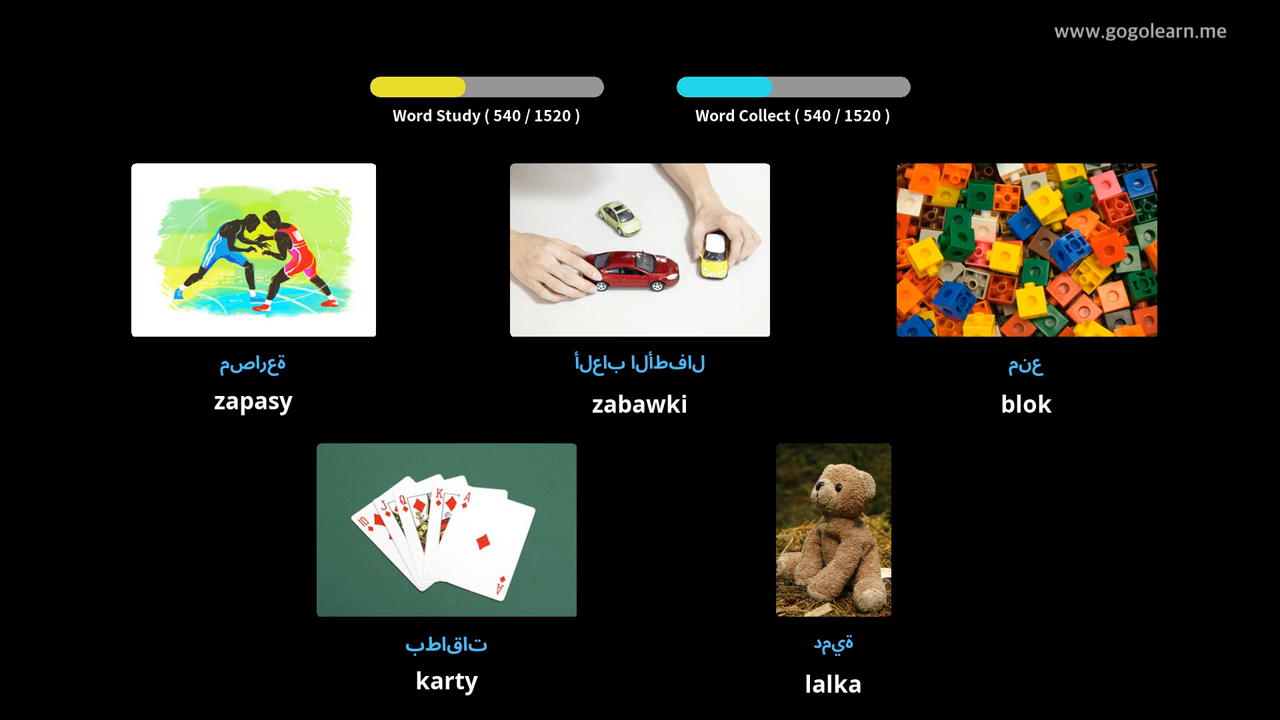 www.gogolearn.me
Word Study ( 540 / 1520 )
Word Collect ( 540 / 1520 )
مصارعة
ألعاب الأطفال
منع
zapasy
zabawki
blok
بطاقات
دمية
karty
lalka